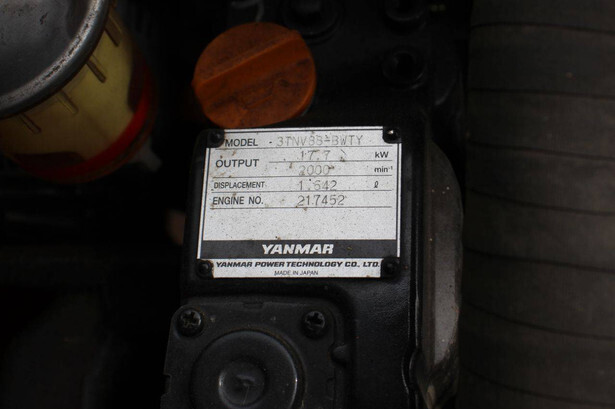 MODEL 3TNV88-BWTY
OUTPUT 17.7 kW
2000 min⁻¹
DISPLACEMENT 1.642 ℓ
ENGINE NO. 217452
YANMAR
YANMAR POWER TECHNOLOGY CO., LTD.
MADE IN JAPAN